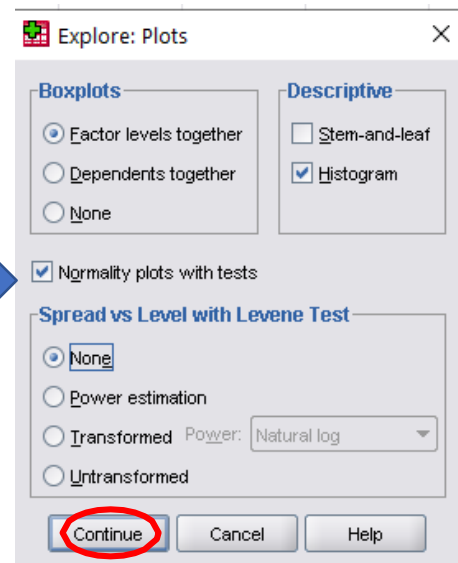 Explore: Plots
Boxplots
Factor levels together
Dependents together
None
Descriptive
Stem-and-leaf
Histogram
Normality plots with tests
Spread vs Level with Levene Test
None
Power estimation
Transformed Power: Natural log
Untransformed
Continue Cancel Help